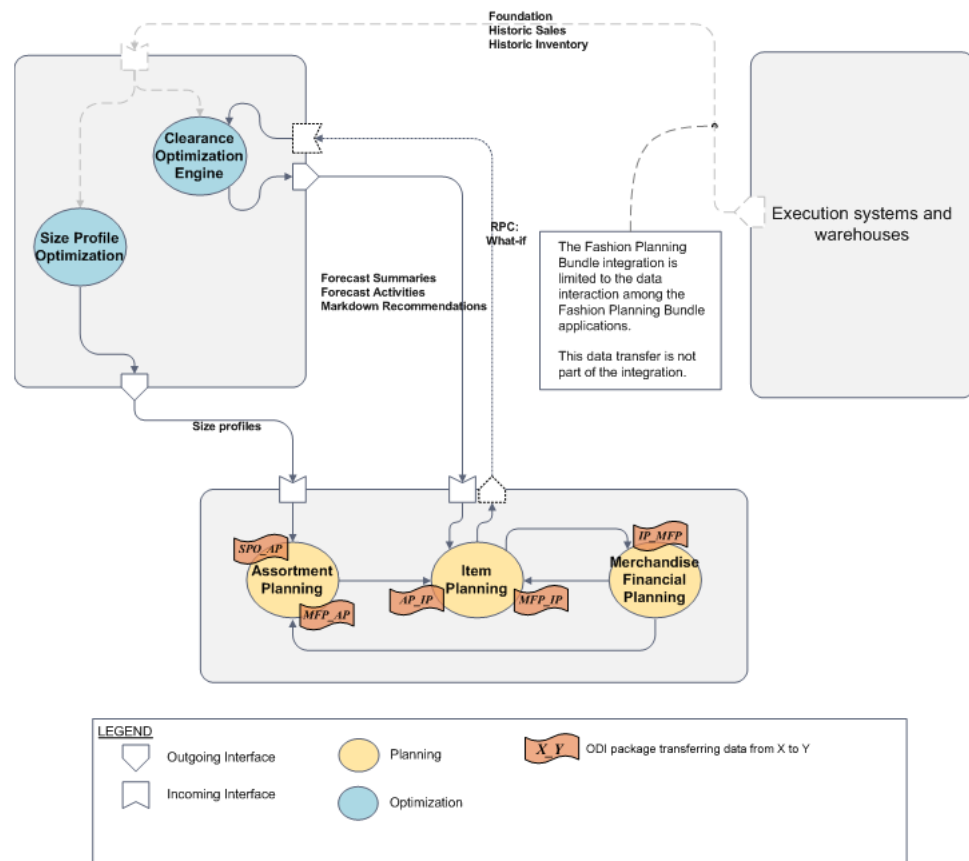 Foundation
Historic Sales
Historic Inventory
Clearance
Optimization
Engine
Size Profile
Optimization
RPC:
What-if
Forecast Summaries
Forecast Activities
Markdown Recommendations
The Fashion Planning
Bundle integration is
limited to the data
interaction among the
Fashion Planning Bundle
applications.
This data transfer is not
part of the integration.
Execution systems and
warehouses
Size profiles
SPO_AP
Assortment
Planning
MFP_AP
Item
Planning
AP_IP
MFP_IP
IP_MFP
Merchandise
Financial
Planning
LEGEND
Outgoing Interface
Incoming Interface
Planning
Optimization
X_Y
ODI package transferring data from X to Y